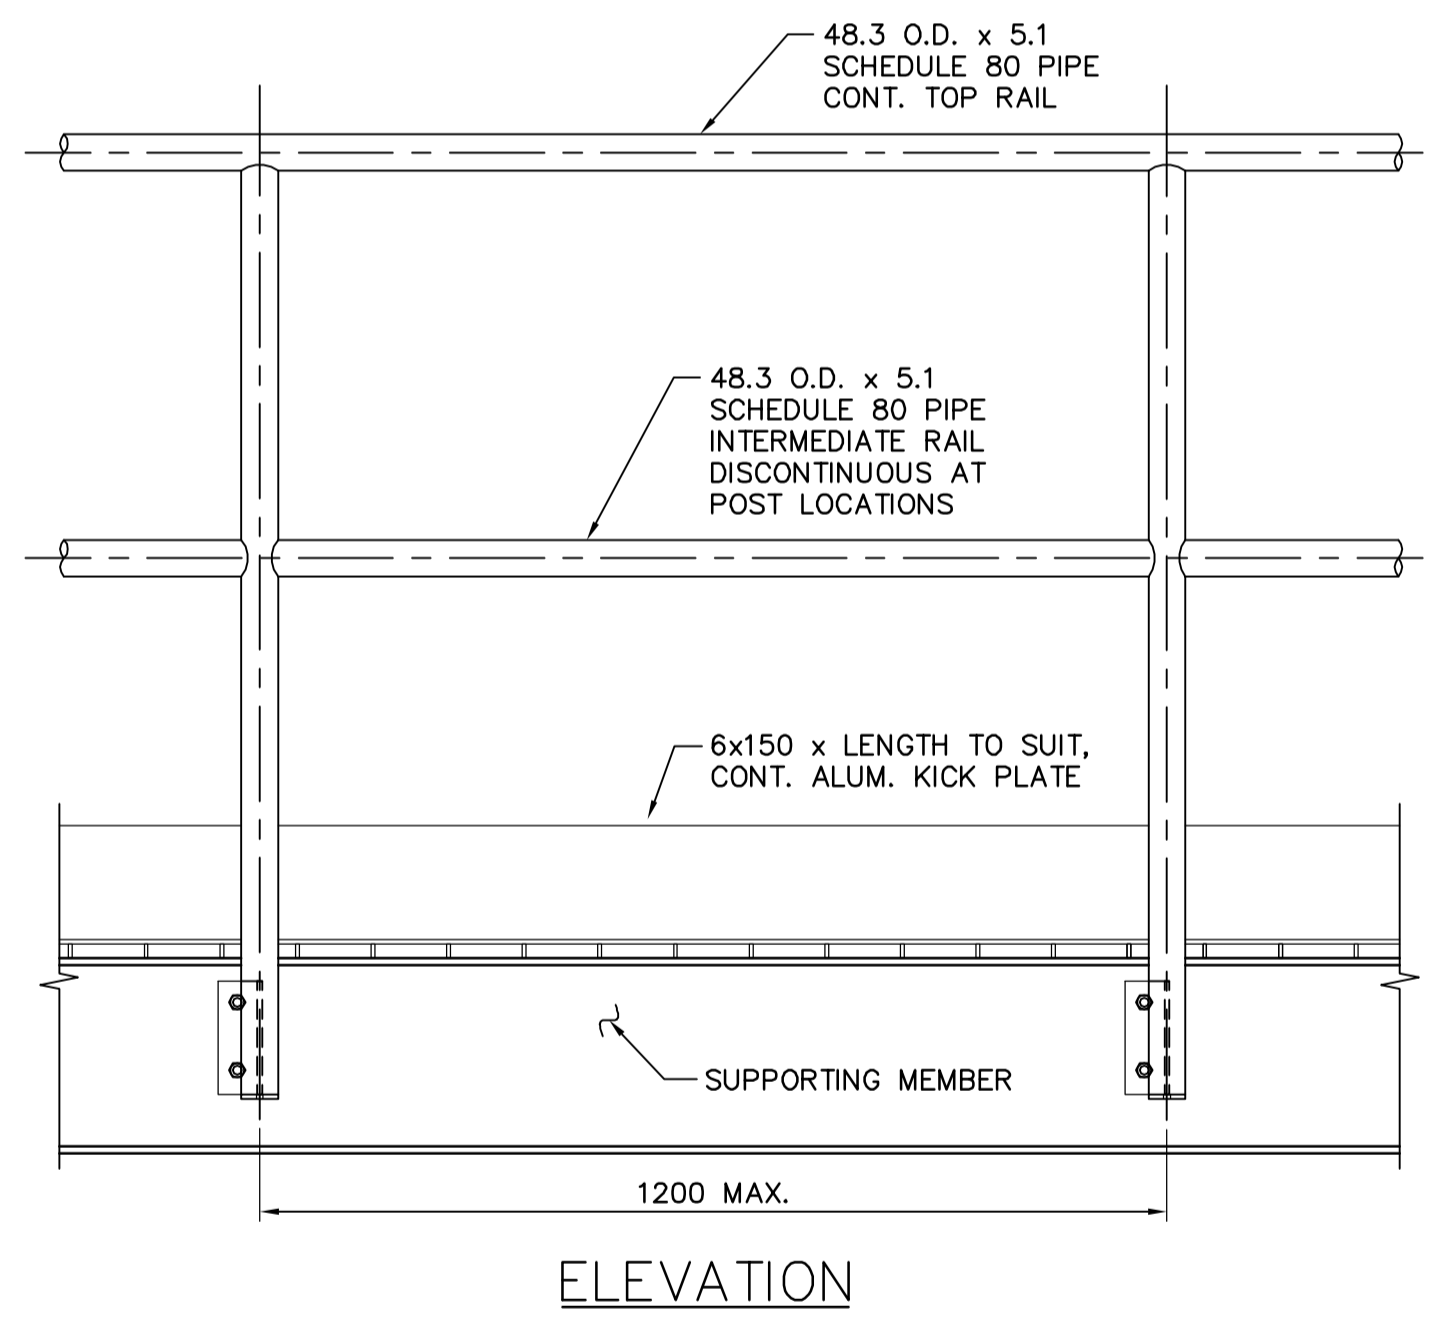 48.3 O.D. x 5.1
SCHEDULE 80 PIPE
CONT. TOP RAIL
48.3 O.D. x 5.1
SCHEDULE 80 PIPE
INTERMEDIATE RAIL
DISCONTINUOUS AT
POST LOCATIONS
6x150 x LENGTH TO SUIT,
CONT. ALUM. KICK PLATE
SUPPORTING MEMBER
1200 MAX.
ELEVATION